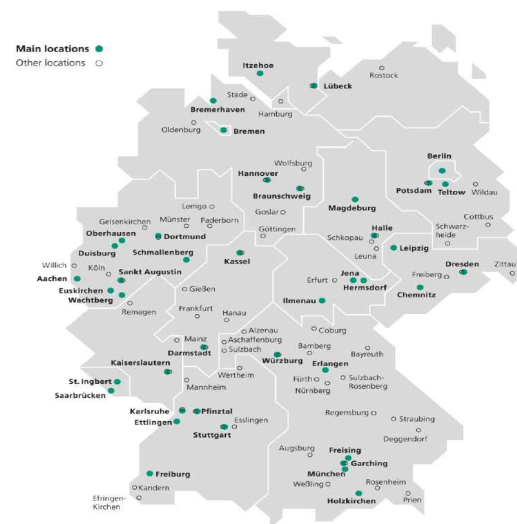 Main locations
Other locations
Itzehoe
Rostock
Lübeck
Stade
Hamburg
Bremerhaven
Oldenburg
Bremen
Wolfsburg
Hannover
Braunschweig
Berlin
Potsdam
Teltow
Wildau
Magdeburg
Lemgo
Goslar
Cottbus
Gelsenkirchen
Münster
Paderborn
Göttingen
Halle
Schkopau
Schwarz-
heide
Oberhausen
Dortmund
Duisburg
Leuna
Leipzig
Schmallenberg
Kassel
Dresden
Zittau
Willich
Köln
Aachen
Sankt Augustin
Erfurt
Jena
Hermsdorf
Freiberg
Chemnitz
Euskirchen
Wachtberg
Gießen
Ilmenau
Remagen
Frankfurt
Hanau
Alzenau
Coburg
Mainz
Aschaffenburg
Darmstadt
Sulzbach
Würzburg
Bamberg
Bayreuth
Kaiserslautern
Wertheim
Erlangen
St. Ingbert
Mannheim
Fürth
Sulzbach-
Rosenberg
Saarbrücken
Nürnberg
Karlsruhe
Pfinztal
Ettlingen
Esslingen
Regensburg
Straubing
Stuttgart
Deggendorf
Augsburg
Freising
Garching
München
Freiburg
Weßling
Rosenheim
Kandern
Efringen-
Kirchen
Holzkirchen
Prien